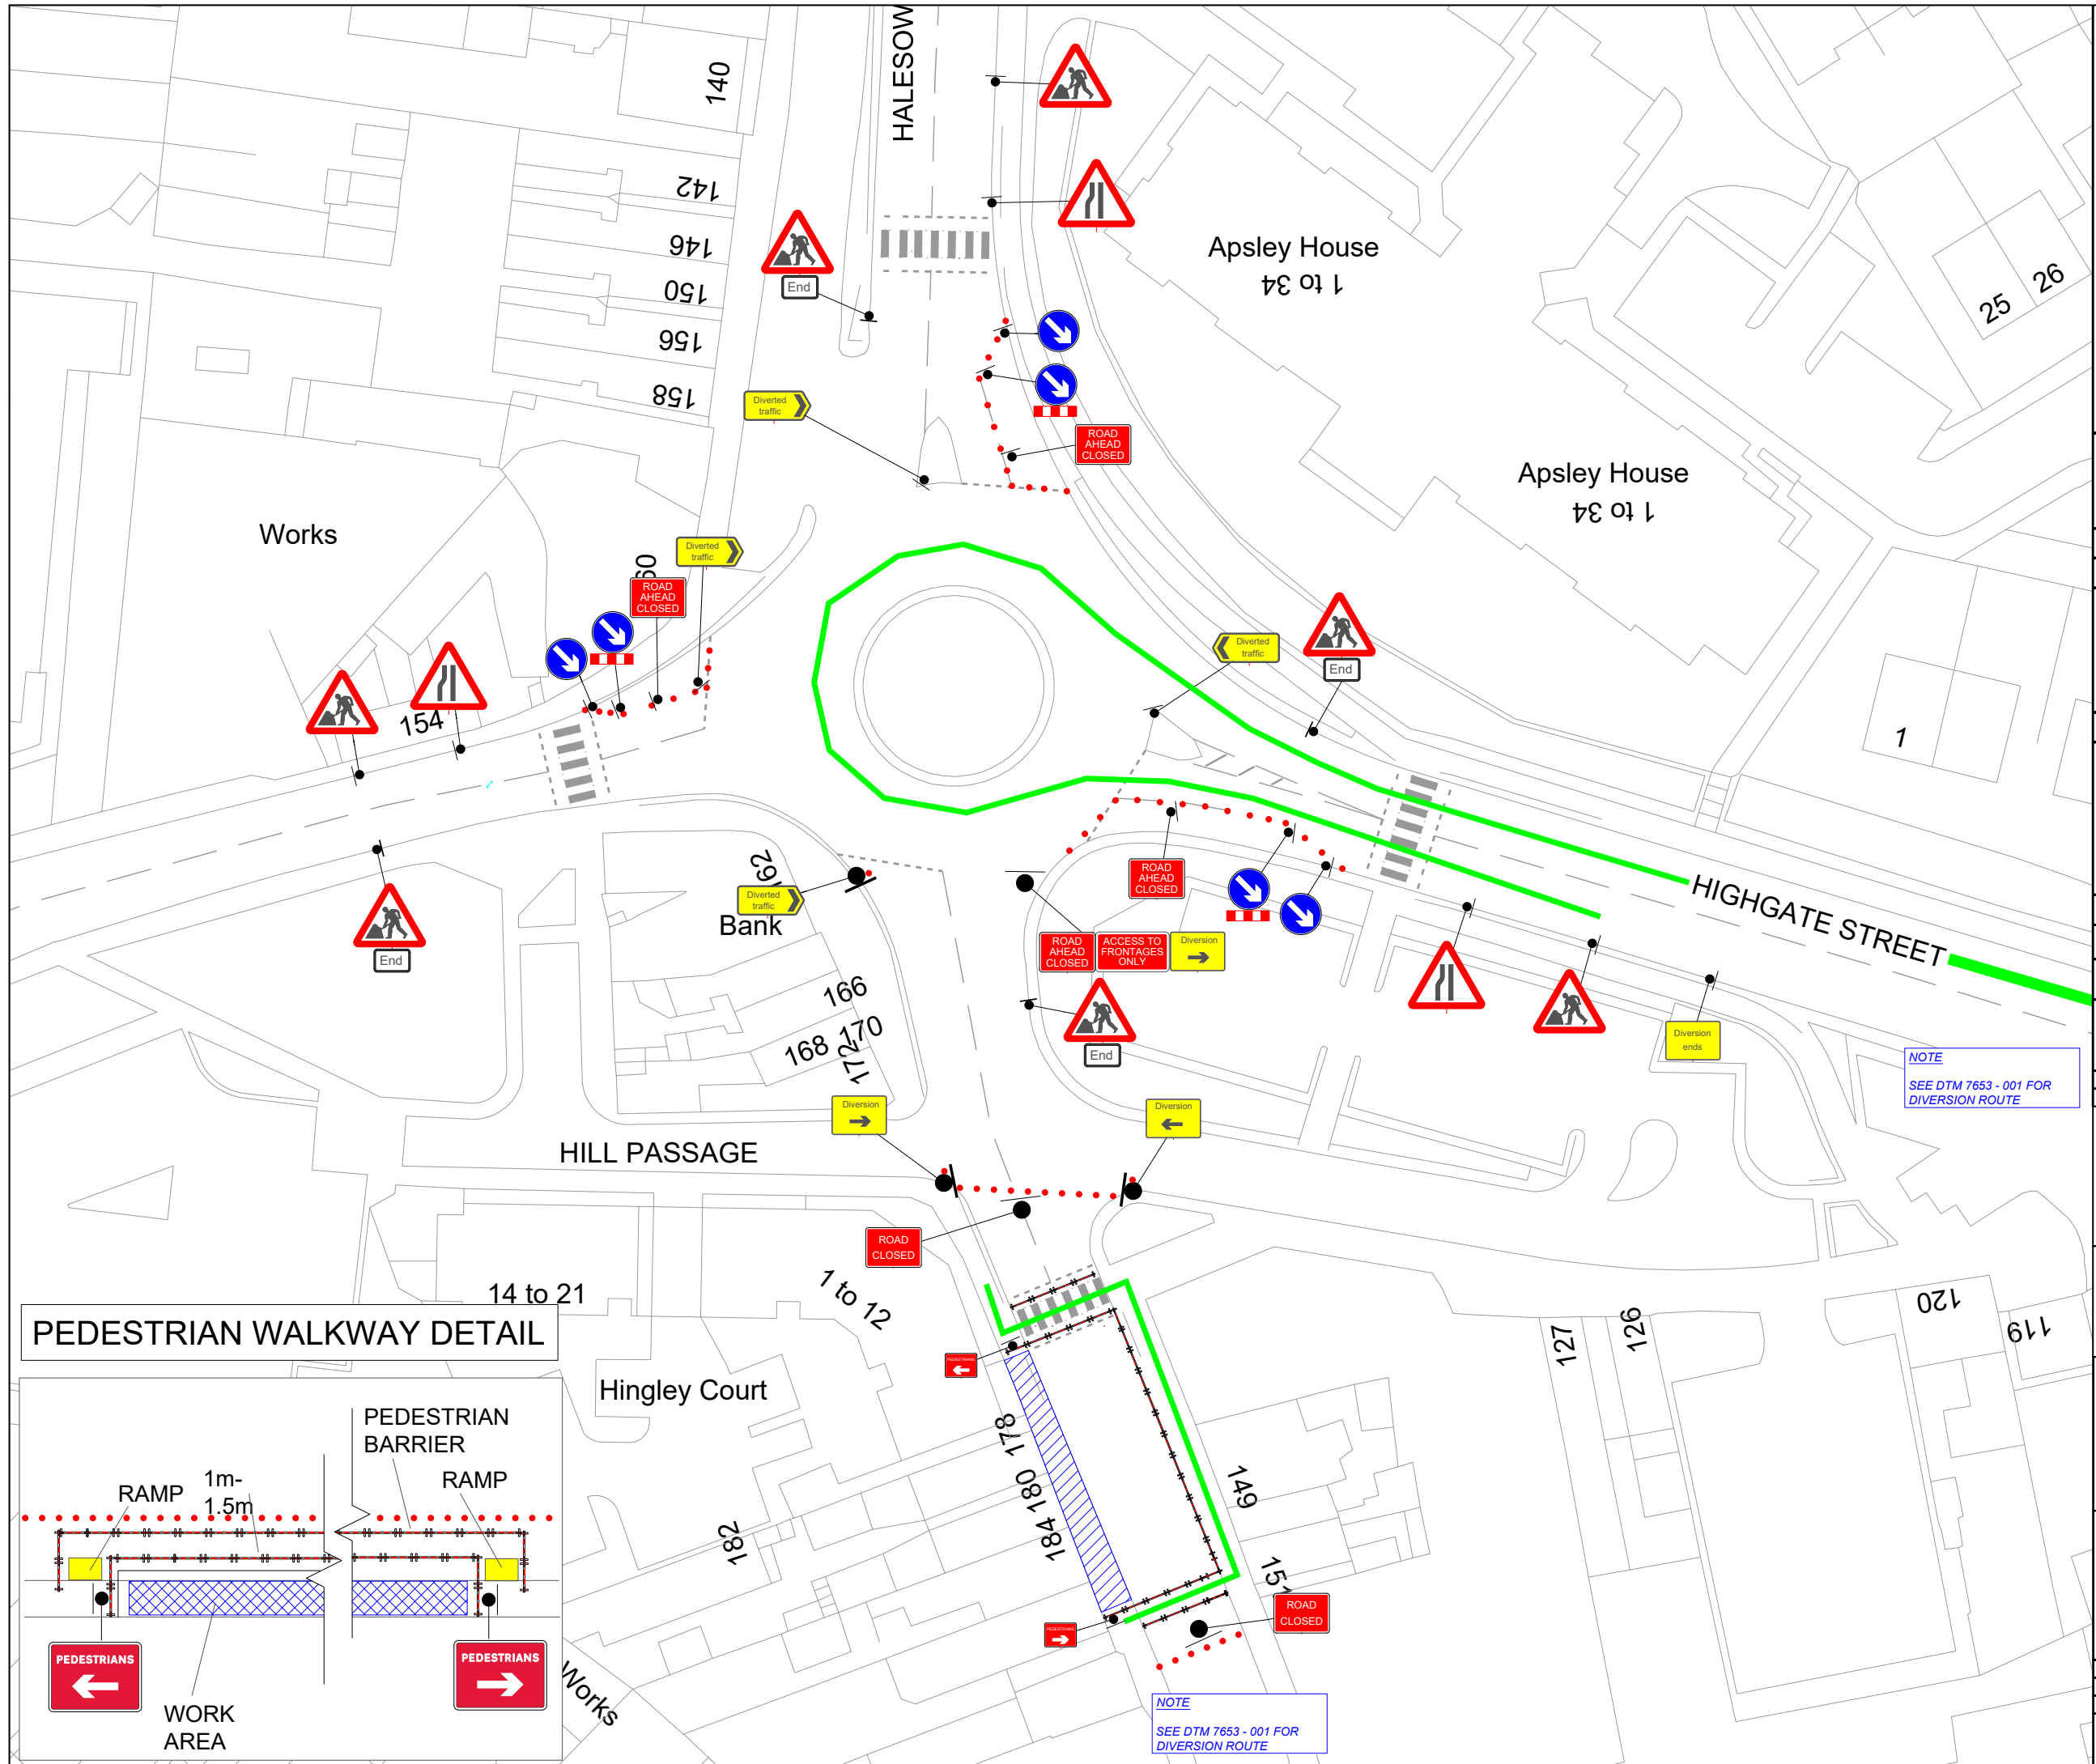 HALESOW
140
142
146
150
156
158
End
Apsley House
1 to 34
25
26
Diverted
traffic
ROAD
AHEAD
CLOSED
Apsley House
1 to 34
Works
Diverted
traffic
60
ROAD
AHEAD
CLOSED
Diverted
traffic
End
154
1
162
Diverted
traffic
Bank
End
ROAD
AHEAD
CLOSED
HIGHGATE STREET
ROAD
AHEAD
CLOSED
ACCESS TO
FRONTAGES
ONLY
Diversion
166
168
170
172
End
Diversion
ends
NOTE
SEE DTM 7653 - 001 FOR
DIVERSION ROUTE
Diversion
Diversion
HILL PASSAGE
ROAD
CLOSED
14 to 21
1 to 12
PEDESTRIAN WALKWAY DETAIL
Hingley Court
PEDESTRIANS
127
126
120
119
178
180
184
182
149
151
PEDESTRIANS
ROAD
CLOSED
PEDESTRIAN
BARRIER
RAMP
1m-
1.5m
RAMP
PEDESTRIANS
PEDESTRIANS
WORK
AREA
Works
NOTE
SEE DTM 7653 - 001 FOR
DIVERSION ROUTE